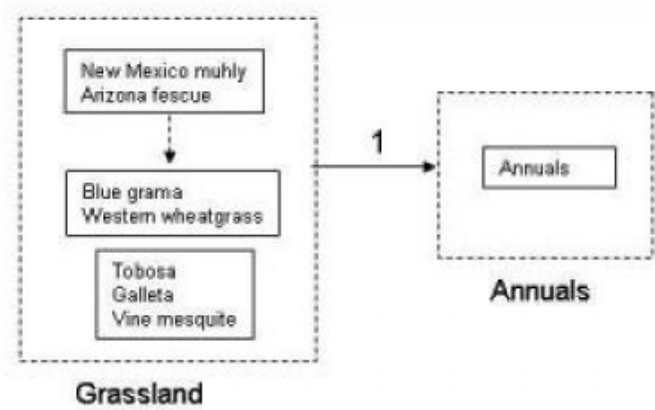 New Mexico muhly
Arizona fescue
Blue grama
Western wheatgrass
Tobosa
Galleta
Vine mesquite
Grassland
1
Annuals
Annuals